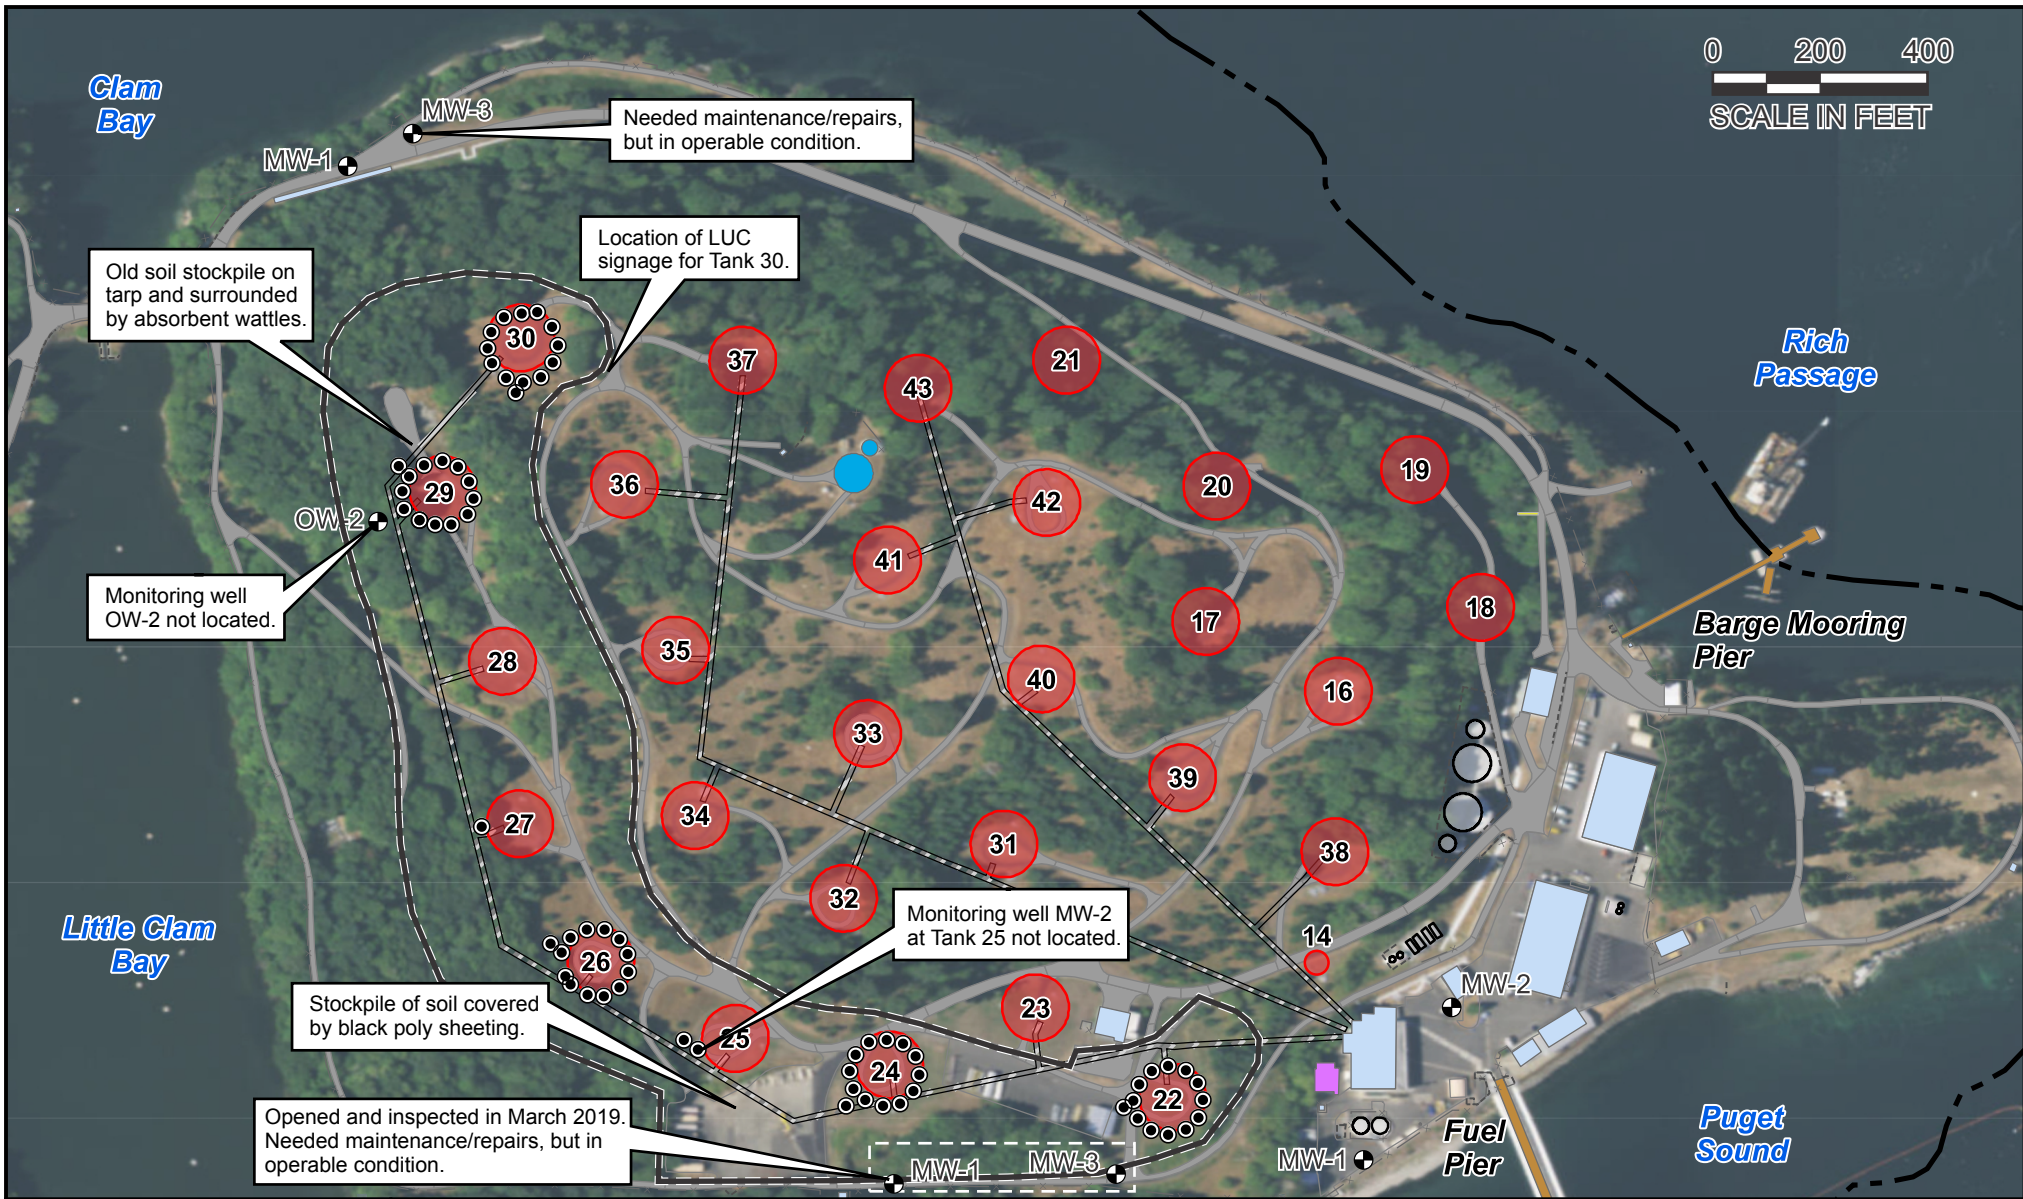 0 200 400
SCALE IN FEET
Clam
Bay
MW-3
MW-1
Needed maintenance/repairs,
but in operable condition.
Location of LUC
signage for Tank 30.
Old soil stockpile on
tarp and surrounded
by absorbent wattles.
Rich
Passage
30
37
43
21
36
29
OW-2
42
20
19
41
Monitoring well
OW-2 not located.
17
18
Barge Mooring
Pier
28
35
40
16
33
39
27
34
31
38
32
Monitoring well MW-2
at Tank 25 not located.
Little Clam
Bay
14
26
MW-2
Stockpile of soil covered
by black poly sheeting.
23
25
24
22
Opened and inspected in March 2019.
Needed maintenance/repairs, but in
operable condition.
MW-1
MW-3
MW-1
Fuel
Pier
Puget
Sound